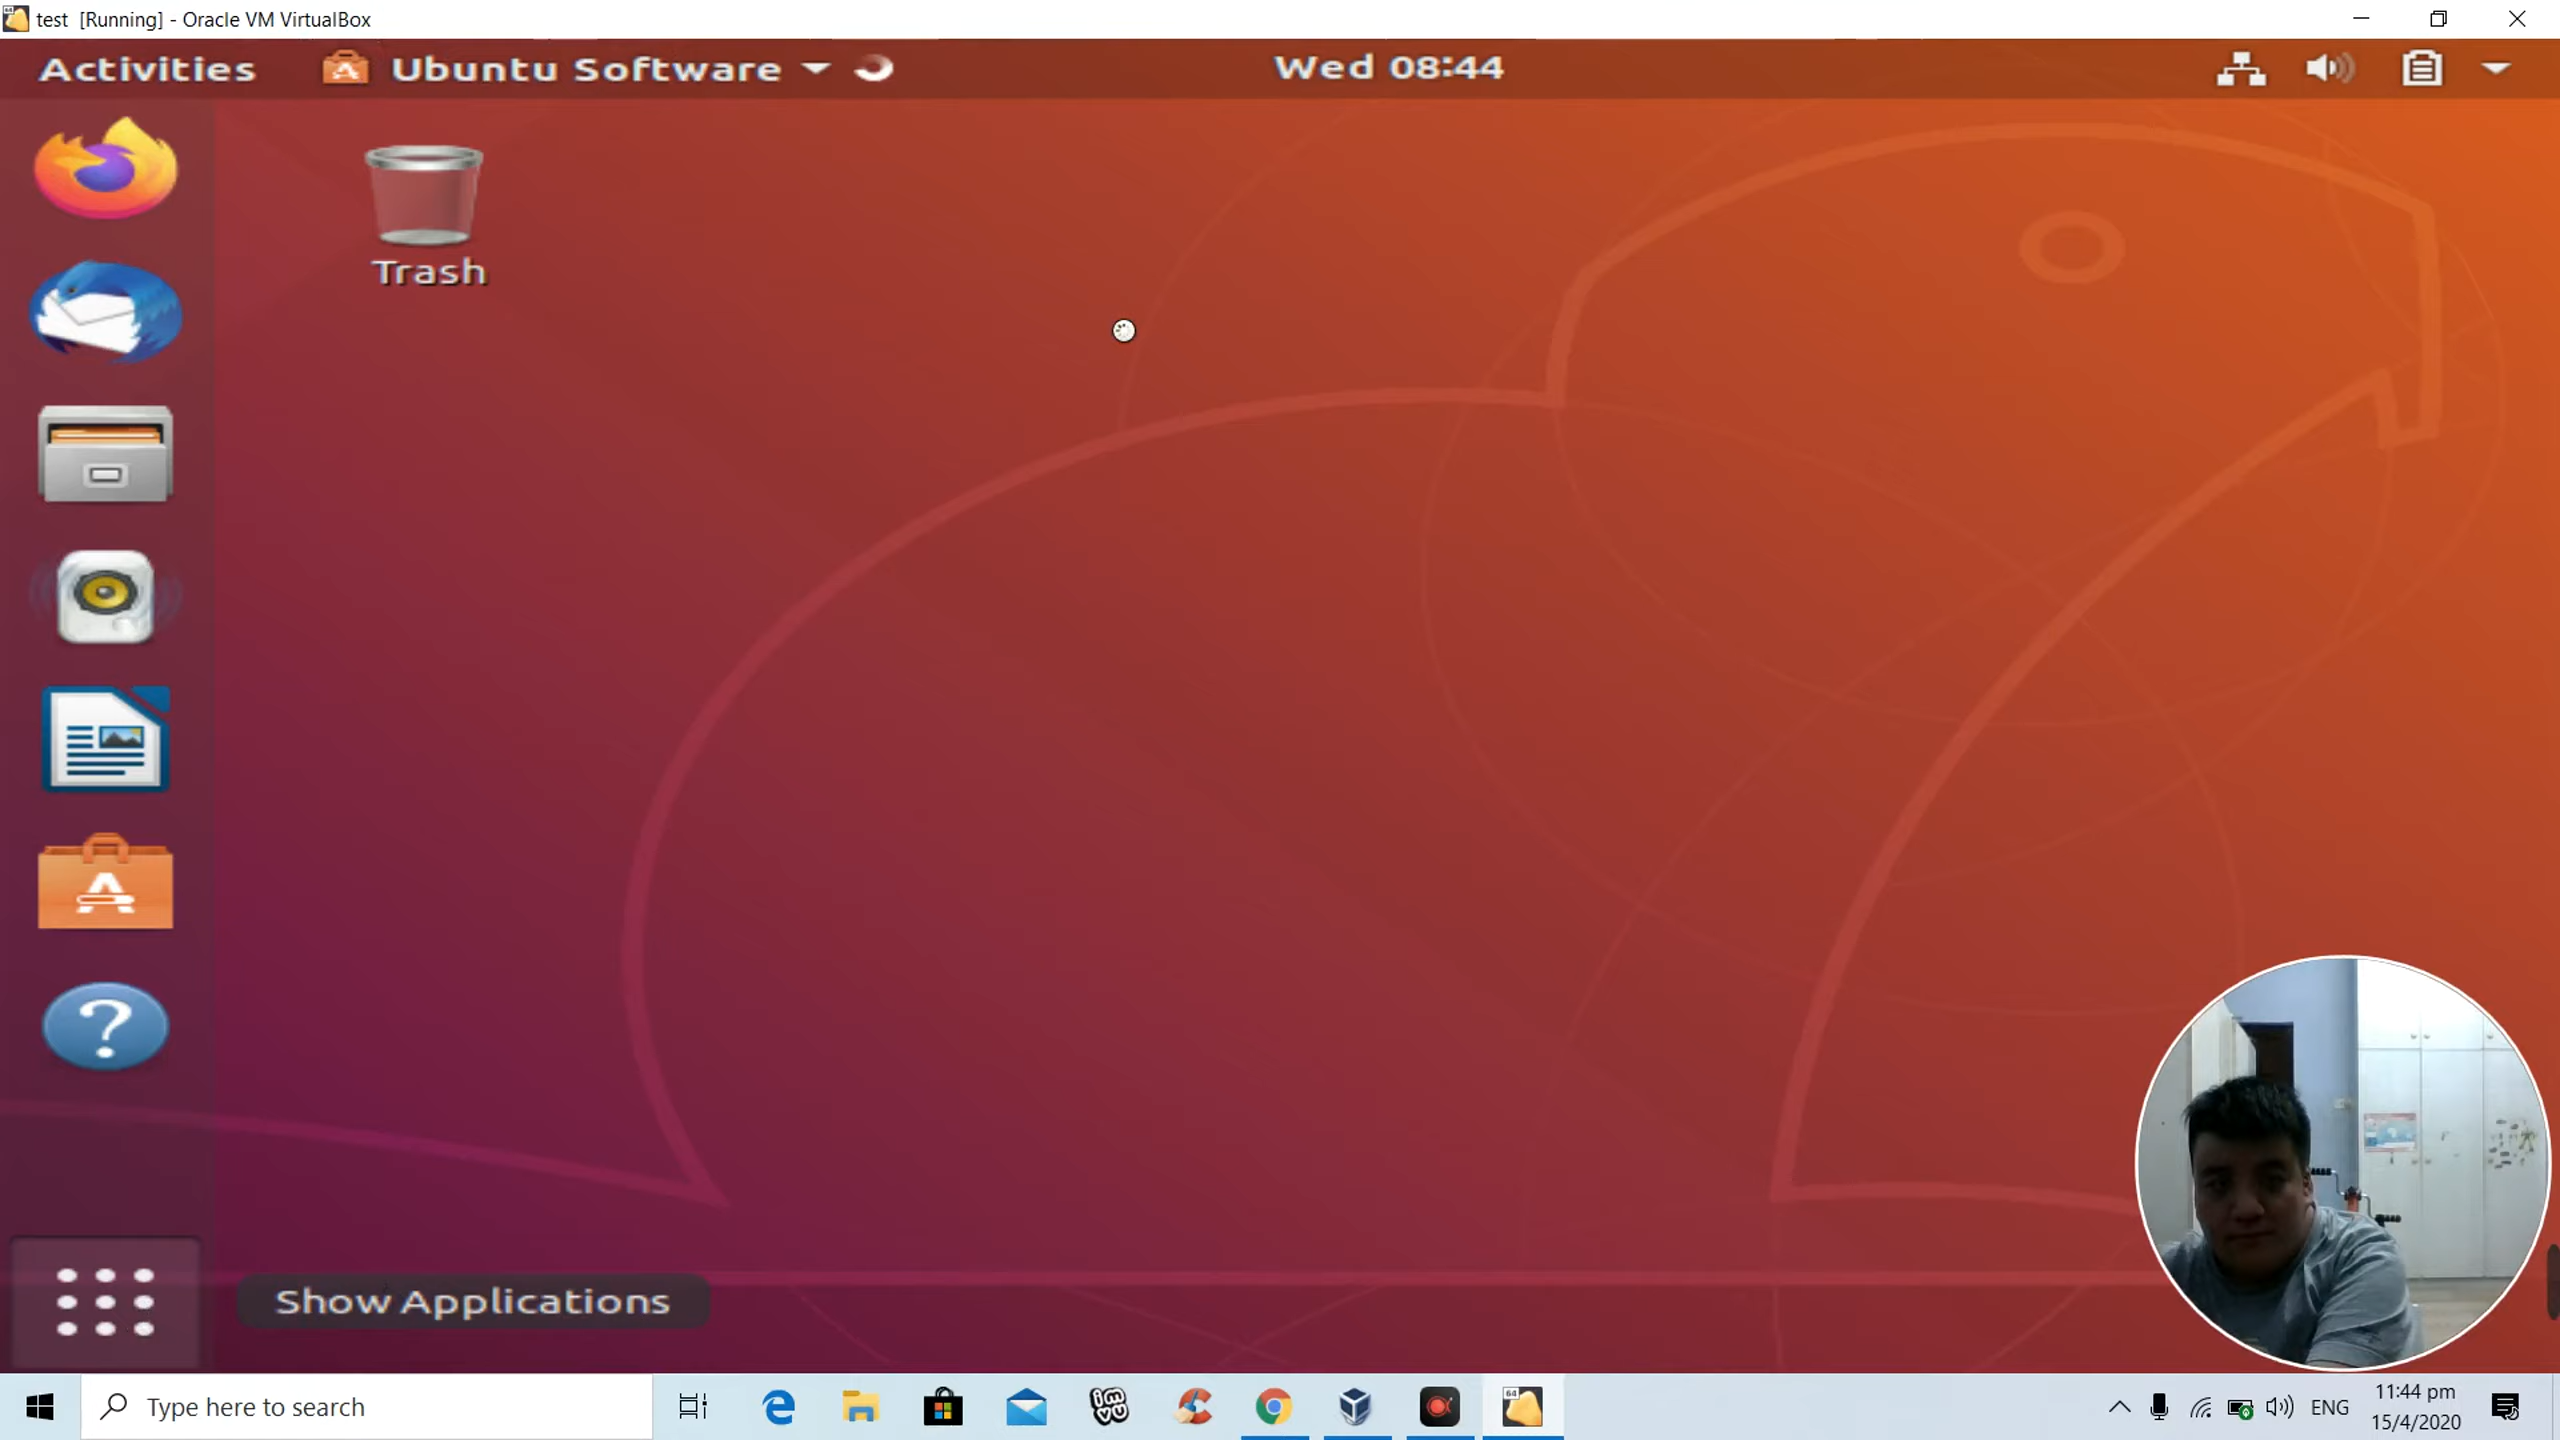 test [Running] - Oracle VM VirtualBox
Activities Ubuntu Software Wed 08:44
Trash
Show Applications
Type here to search
ENG
11:44 pm
15/4/2020
64